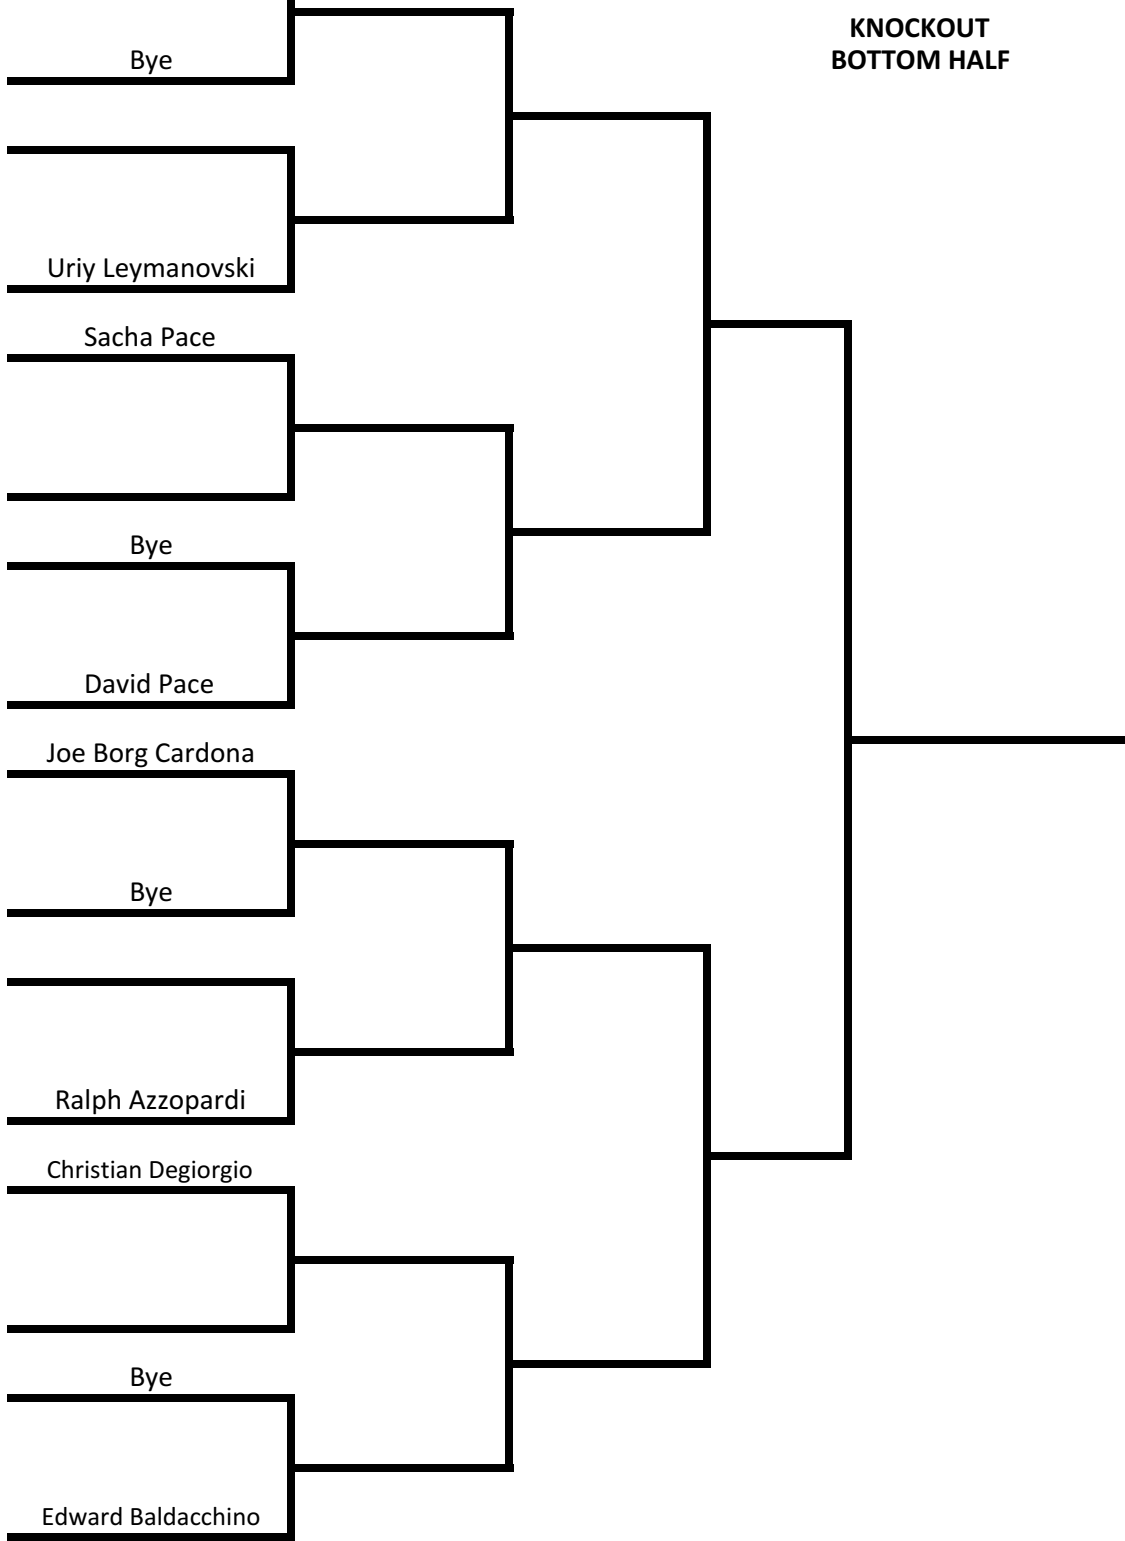 KNOCKOUT
BOTTOM HALF
Bye
Uriy Leymanovski
Sacha Pace
Bye
David Pace
Joe Borg Cardona
Bye
Ralph Azzopardi
Christian Degiorgio
Bye
Edward Baldacchino